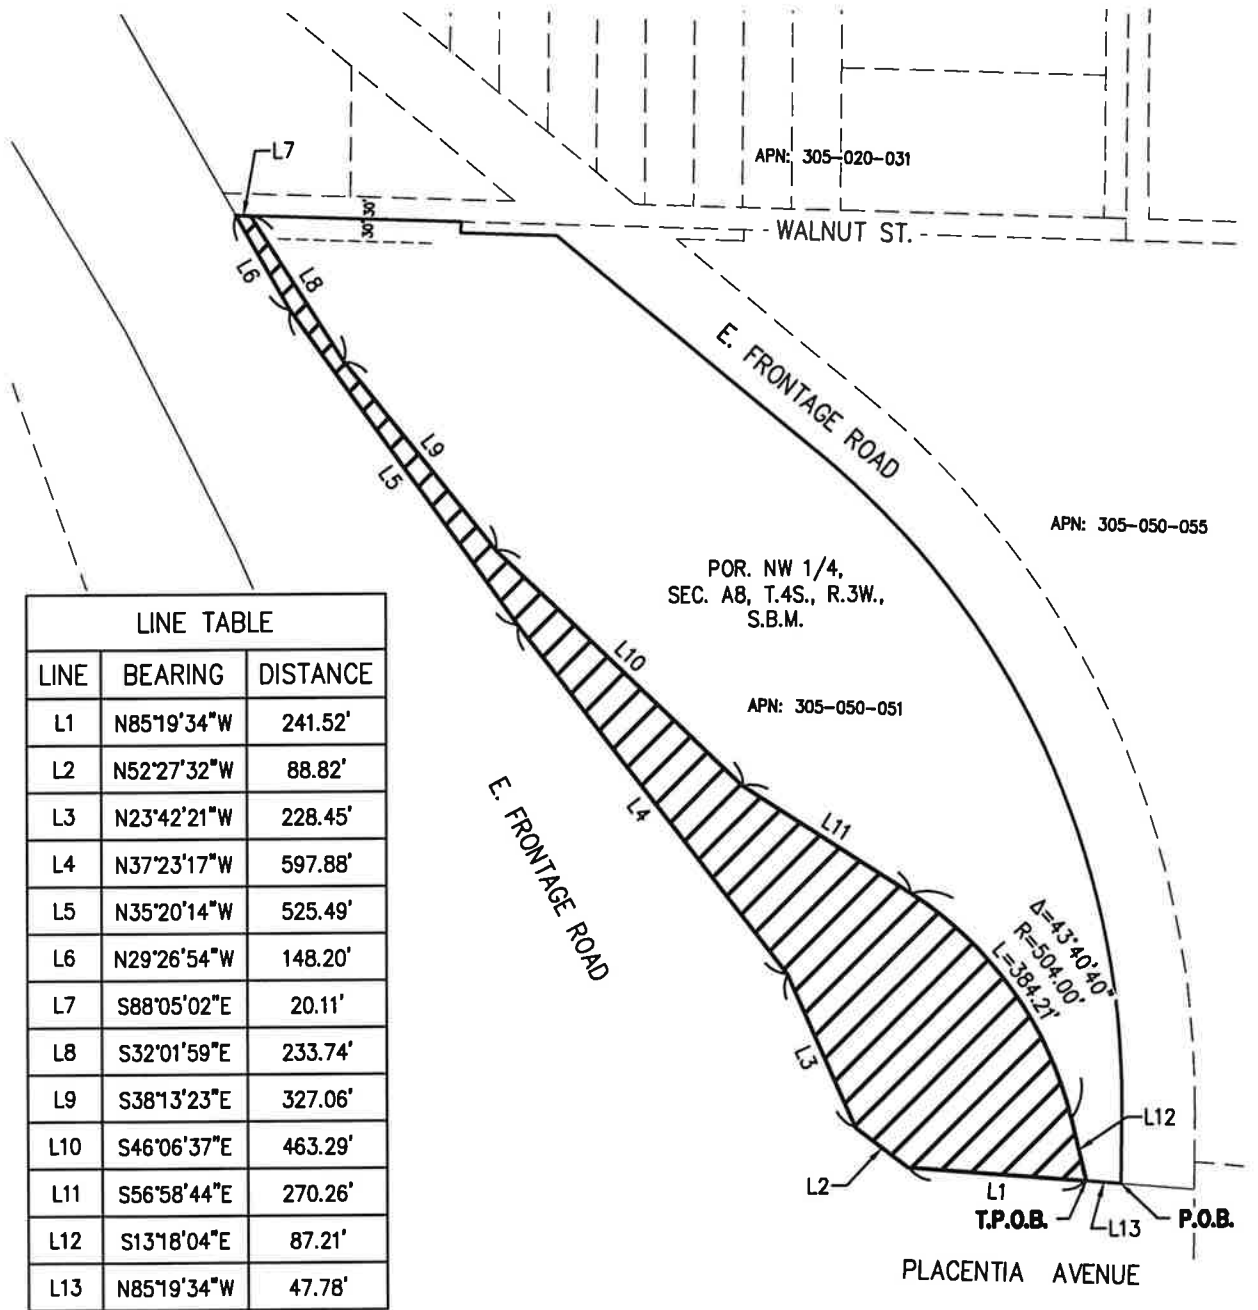 L7
APN: 305-020-031
30' 30'
WALNUT ST.
L6
L8
E. FRONTAGE ROAD
L9
L5
APN: 305-050-055
POR. NW 1/4,
SEC. A8, T.4S., R.3W.,
S.B.M.
L10
APN: 305-050-051
L4
L11
E. FRONTAGE ROAD
Δ=43°40'40"
R=504.00'
L=384.21'
L3
L12
L2
L1
T.P.O.B.
L13
P.O.B.
PLACENTIA AVENUE
LINE TABLE
LINE BEARING DISTANCE
L1 N85°19'34"W 241.52'
L2 N52°27'32"W 88.82'
L3 N23°42'21"W 228.45'
L4 N37°23'17"W 597.88'
L5 N35°20'14"W 525.49'
L6 N29°26'54"W 148.20'
L7 S88°05'02"E 20.11'
L8 S32°01'59"E 233.74'
L9 S38°13'23"E 327.06'
L10 S46°06'37"E 463.29'
L11 S56°58'44"E 270.26'
L12 S13°18'04"E 87.21'
L13 N85°19'34"W 47.78'